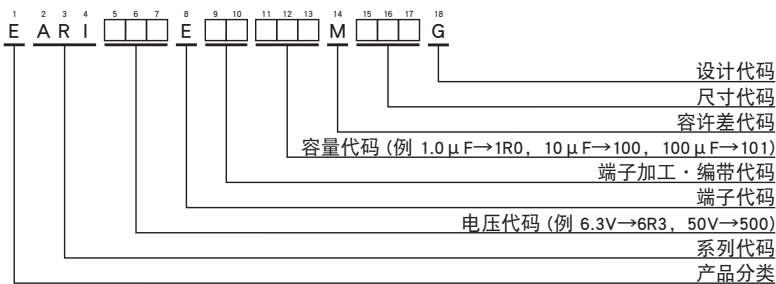 1 2 3 4 5 6 7 8 9 10 11 12 13 14 15 16 17 18
E A R I □□□ E □□ □□□ M □□□ G
设计代码
尺寸代码
容许差代码
容量代码 (例 1.0μF→1R0, 10μF→100, 100μF→101)
端子加工・编带代码
端子代码
电压代码 (例 6.3V→6R3, 50V→500)
系列代码
产品分类